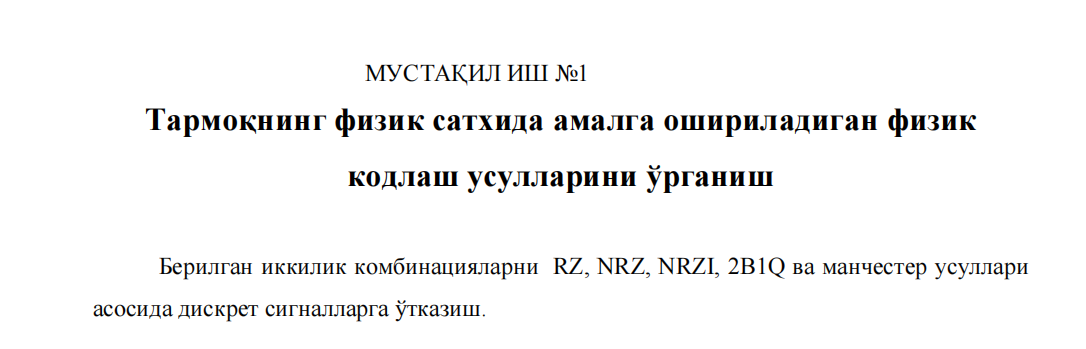 МУСТАҚИЛ ИШ №1
Тармоқнинг физик сатхида амалга ошириладиган физик
кодлаш усулларини ўрганиш
Берилган иккилик комбинацияларни RZ, NRZ, NRZI, 2B1Q ва манчестер усуллари
асосида дискрет сигналларга ўтказиш.